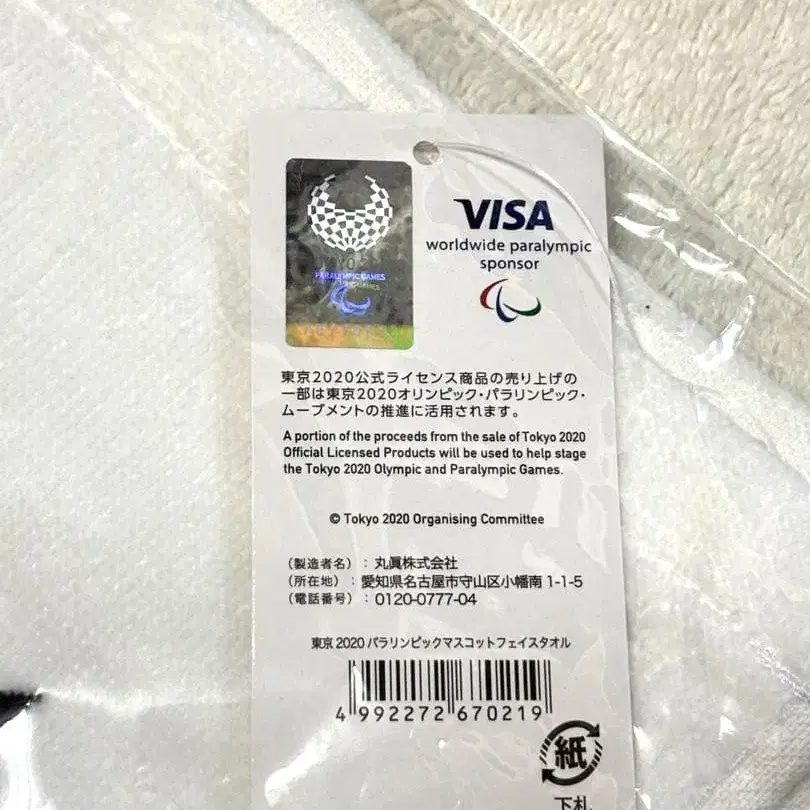 PARALYMPIC GAMES
VISA
worldwide paralympic
sponsor
東京2020公式ライセンス商品の売り上げの
一部は東京2020オリンピック・パラリンピック・
ムーブメントの推進に活用されます。
A portion of the proceeds from the sale of Tokyo 2020
Official Licensed Products will be used to help stage
the Tokyo 2020 Olympic and Paralympic Games.
© Tokyo 2020 Organising Committee
（製造者名）：丸眞株式会社
（所在地）：愛知県名古屋市守山区小幡南1-1-5
（電話番号）：0120-0777-04
東京2020パラリンピックマスコットフェイスタオル
4 992272 670219
紙
下札